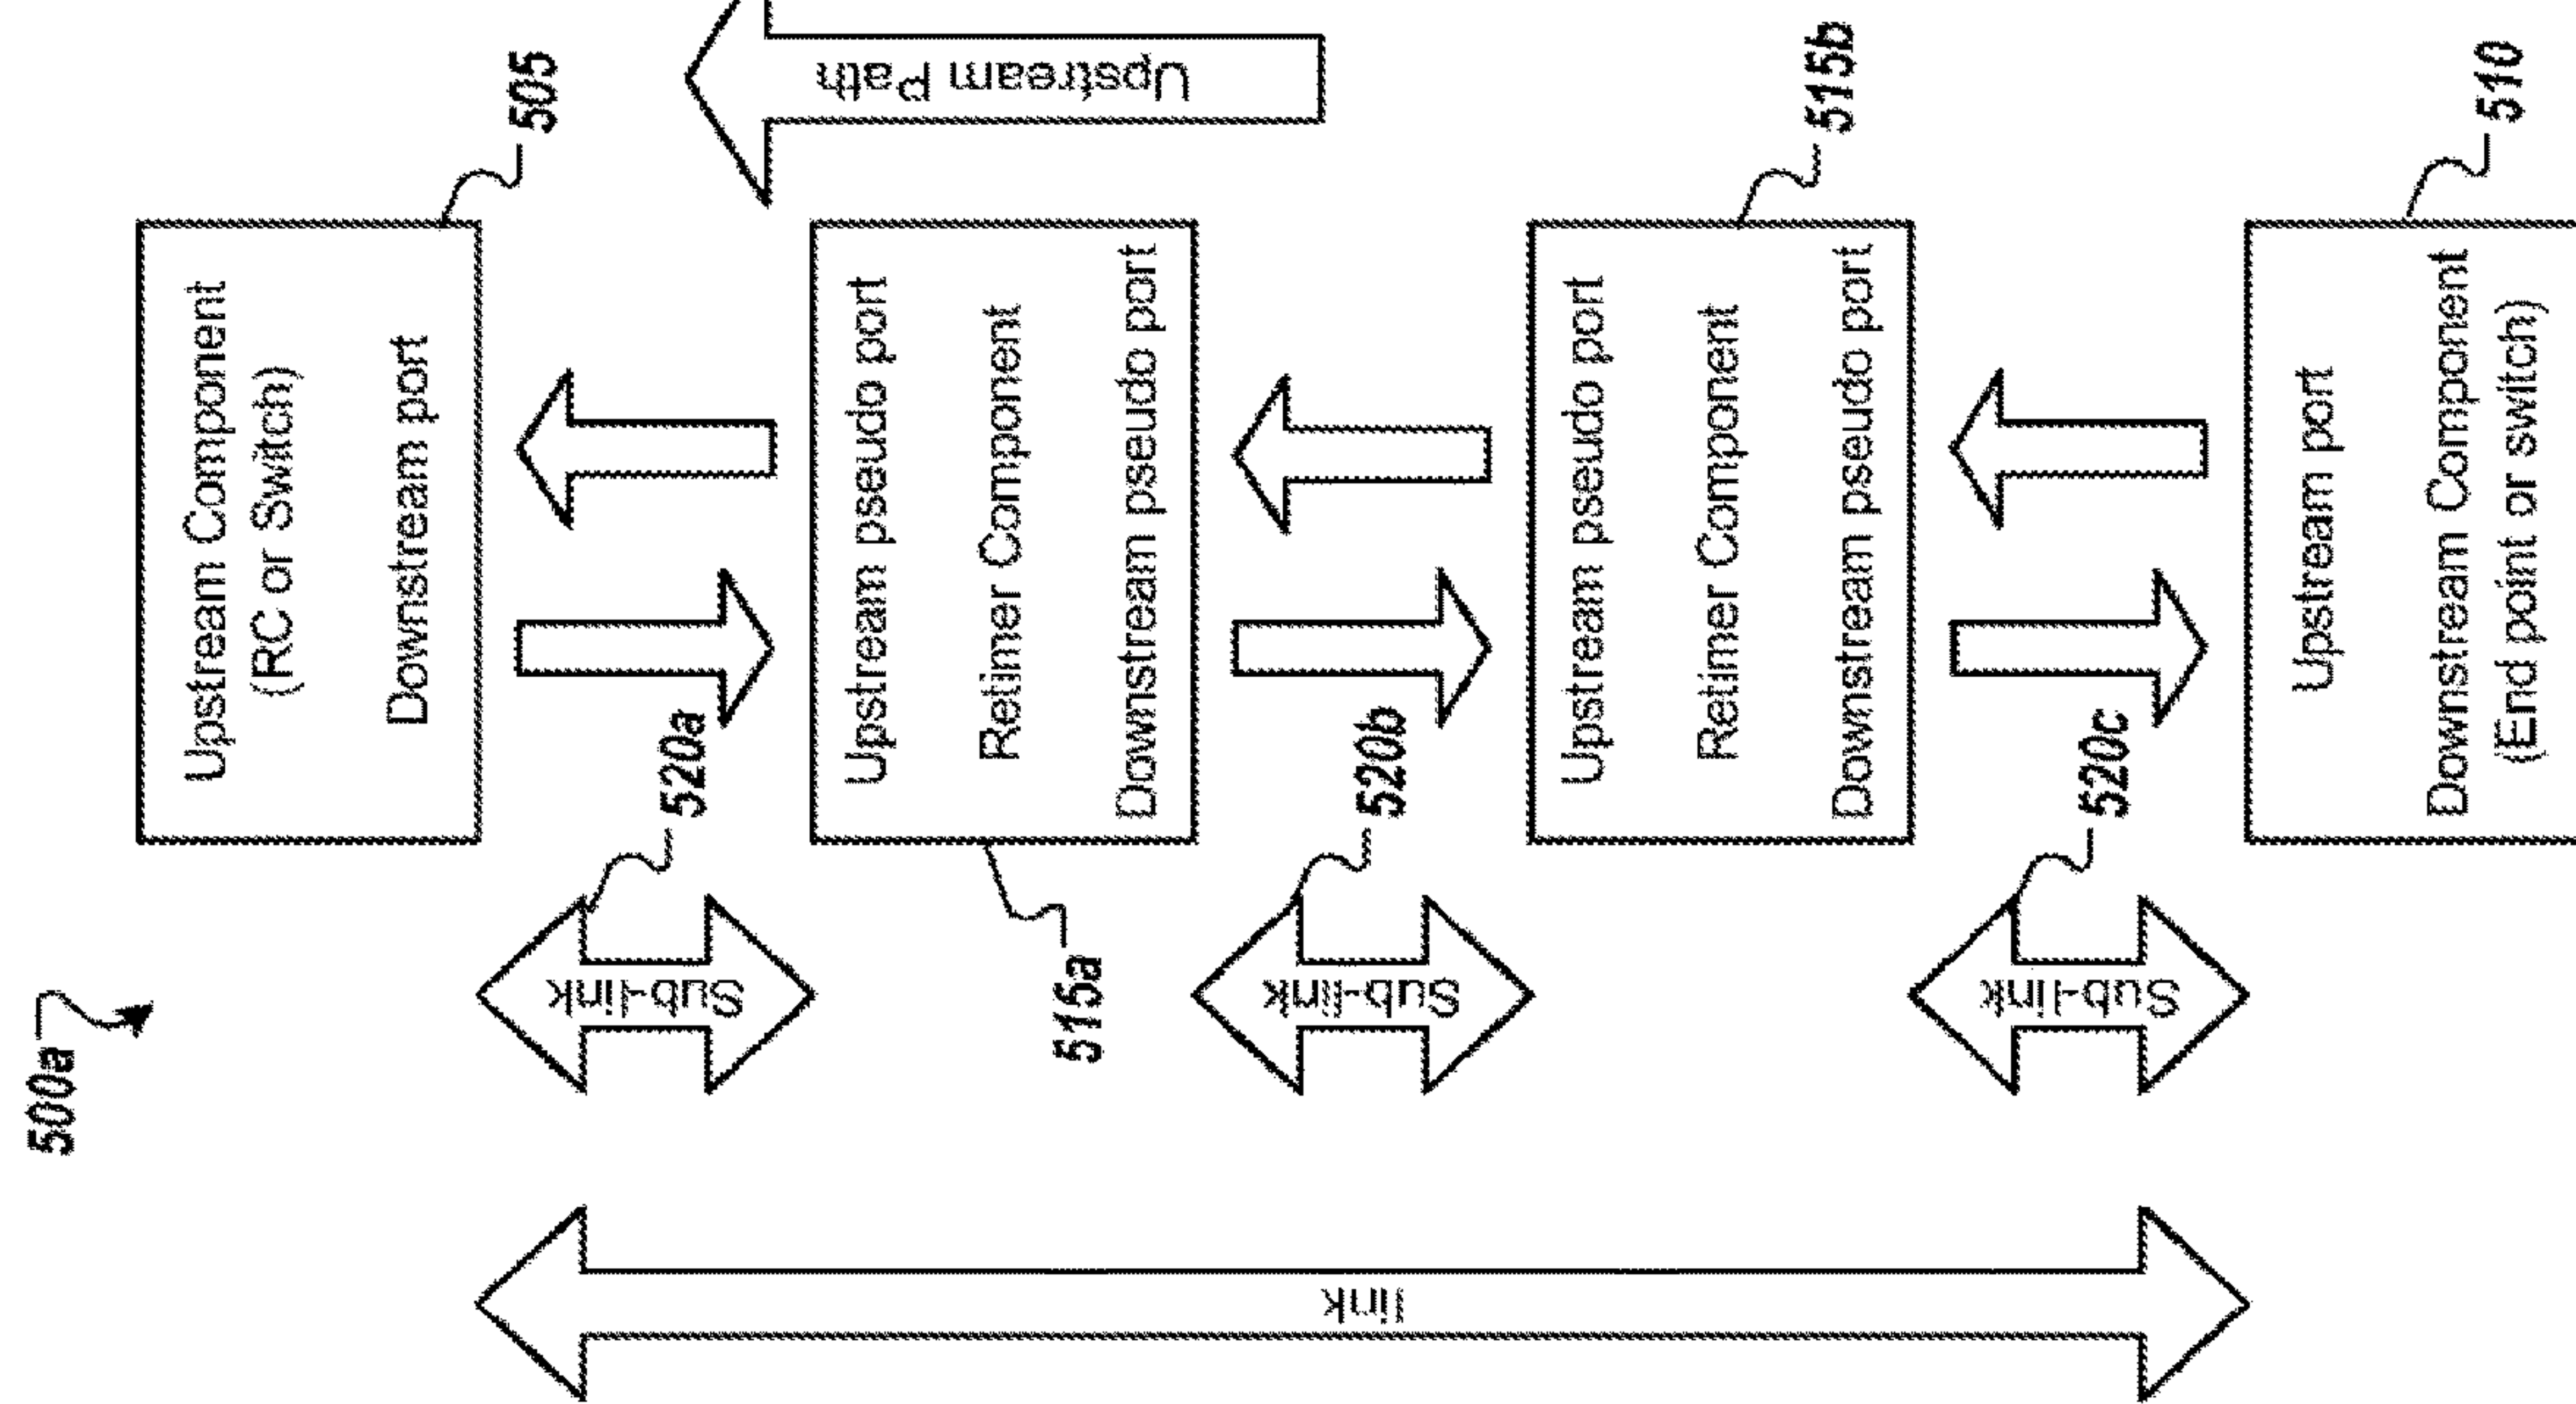 500a
Upstream Component
(RC or Switch)
Downstream port
505
Upstream Path
520a
Sub-link
Upstream pseudo port
Retimer Component
Downstream pseudo port
515a
520b
Sub-link
link
Upstream pseudo port
Retimer Component
Downstream pseudo port
515b
520c
Sub-link
Upstream port
Downstream Component
(End point or switch)
510